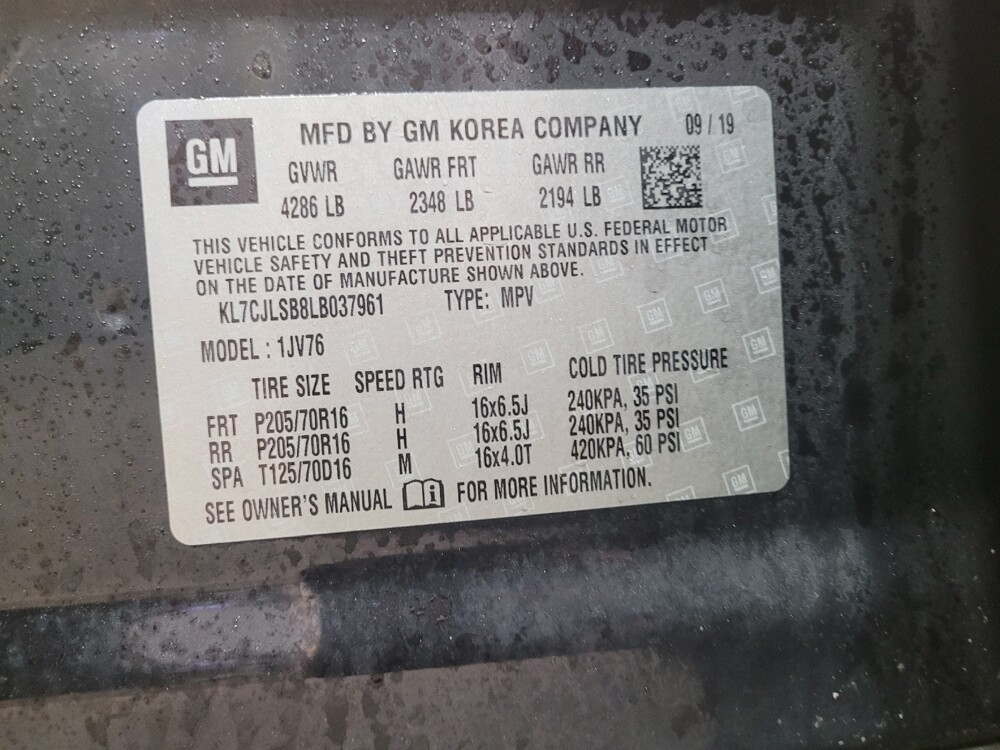 GM
MFD BY GM KOREA COMPANY 09 / 19
GVWR GAWR FRT GAWR RR
4286 LB 2348 LB 2194 LB
THIS VEHICLE CONFORMS TO ALL APPLICABLE U.S. FEDERAL MOTOR
VEHICLE SAFETY AND THEFT PREVENTION STANDARDS IN EFFECT
ON THE DATE OF MANUFACTURE SHOWN ABOVE.
KL7CJLSB8LB037961 TYPE: MPV
MODEL : 1JV76
TIRE SIZE SPEED RTG RIM COLD TIRE PRESSURE
FRT P205/70R16 H 16x6.5J 240KPA, 35 PSI
RR P205/70R16 H 16x6.5J 240KPA, 35 PSI
SPA T125/70D16 M 16x4.0T 420KPA, 60 PSI
SEE OWNER'S MANUAL FOR MORE INFORMATION.